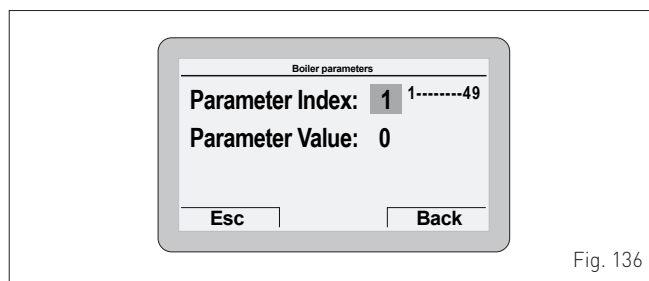 Boiler parameters
Parameter Index: 1 1--------49
Parameter Value: 0
Esc Back
Fig. 136